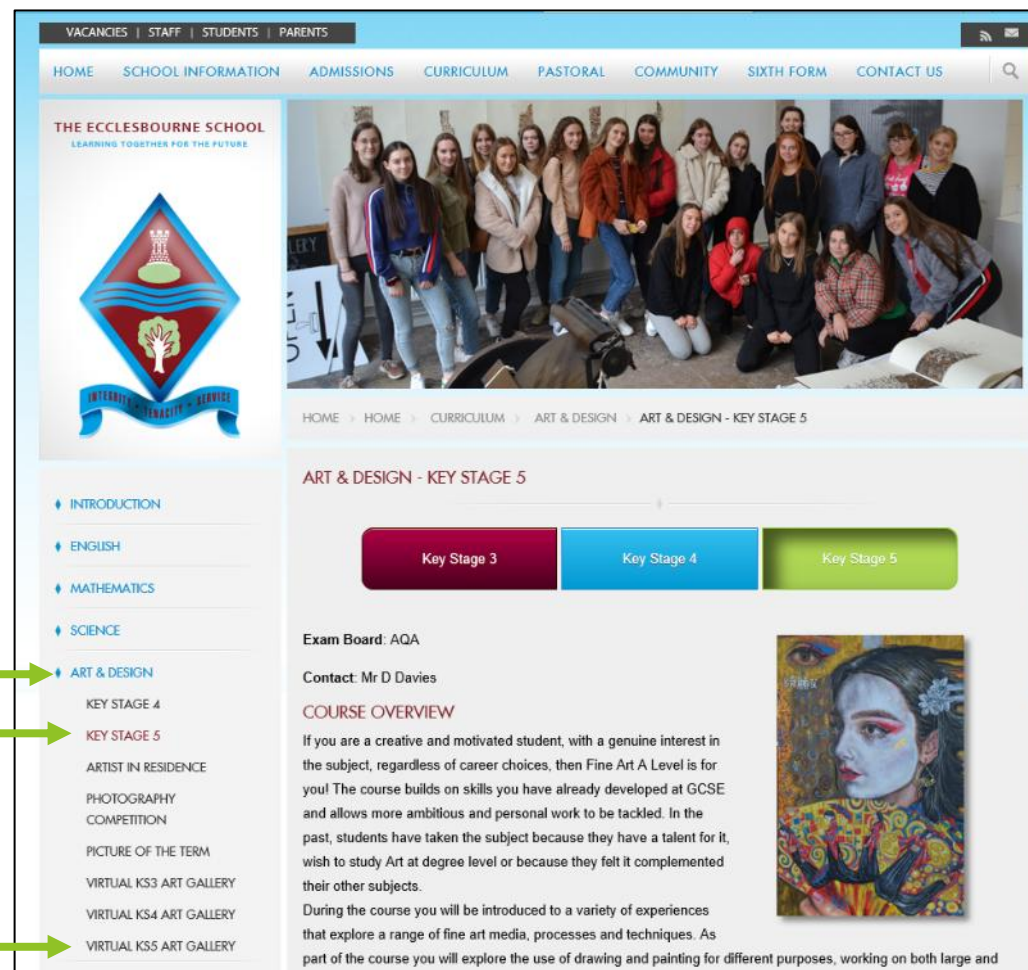 VACANCIES | STAFF | STUDENTS | PARENTS
HOME SCHOOL INFORMATION ADMISSIONS CURRICULUM PASTORAL COMMUNITY SIXTH FORM CONTACT US
THE ECCLESBOURNE SCHOOL
LEARNING TOGETHER FOR THE FUTURE
INTEGRITY • TENACITY • SERVICE
OPEN
HOME > HOME > CURRICULUM > ART & DESIGN > ART & DESIGN - KEY STAGE 5
INTRODUCTION
ENGLISH
MATHEMATICS
SCIENCE
ART & DESIGN
KEY STAGE 4
KEY STAGE 5
ARTIST IN RESIDENCE
PHOTOGRAPHY
COMPETITION
PICTURE OF THE TERM
VIRTUAL KS3 ART GALLERY
VIRTUAL KS4 ART GALLERY
VIRTUAL KS5 ART GALLERY
ART & DESIGN - KEY STAGE 5
Key Stage 3 Key Stage 4 Key Stage 5
Exam Board: AQA
Contact: Mr D Davies
COURSE OVERVIEW
If you are a creative and motivated student, with a genuine interest in
the subject, regardless of career choices, then Fine Art A Level is for
you! The course builds on skills you have already developed at GCSE
and allows more ambitious and personal work to be tackled. In the
past, students have taken the subject because they have a talent for it,
wish to study Art at degree level or because they felt it complemented
their other subjects.
During the course you will be introduced to a variety of experiences
that explore a range of fine art media, processes and techniques. As
part of the course you will explore the use of drawing and painting for different purposes, working on both large and